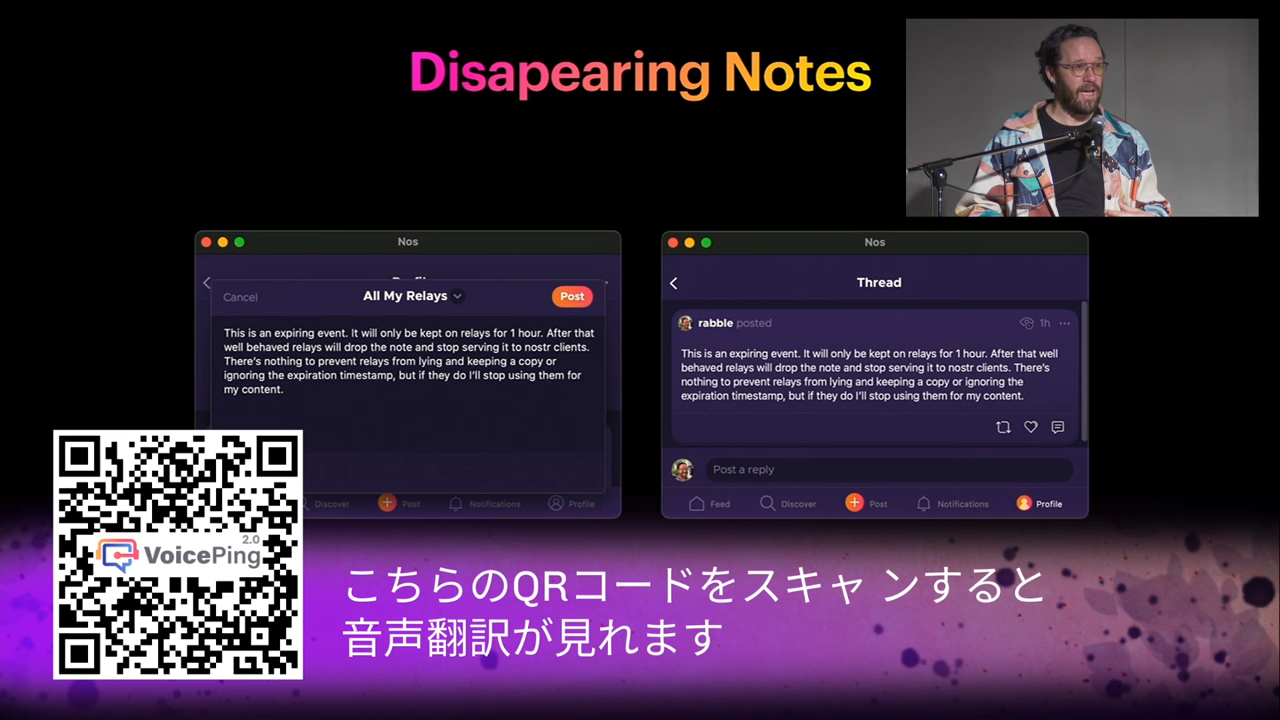 Disapearing Notes
Nos
Cancel
All My Relays
Post
This is an expiring event. It will only be kept on relays for 1 hour. After that
well behaved relays will drop the note and stop serving it to nostr clients.
There's nothing to prevent relays from lying and keeping a copy or
ignoring the expiration timestamp, but if they do I'll stop using them for
my content.
Discover
Post
Notifications
Profile
Nos
Thread
rabble posted
1h
This is an expiring event. It will only be kept on relays for 1 hour. After that well
behaved relays will drop the note and stop serving it to nostr clients. There's
nothing to prevent relays from lying and keeping a copy or ignoring the
expiration timestamp, but if they do I'll stop using them for my content.
Post a reply
Feed
Discover
Post
Notifications
Profile
VoicePing 2.0
こちらのQRコードをスキャンすると
音声翻訳が見れます